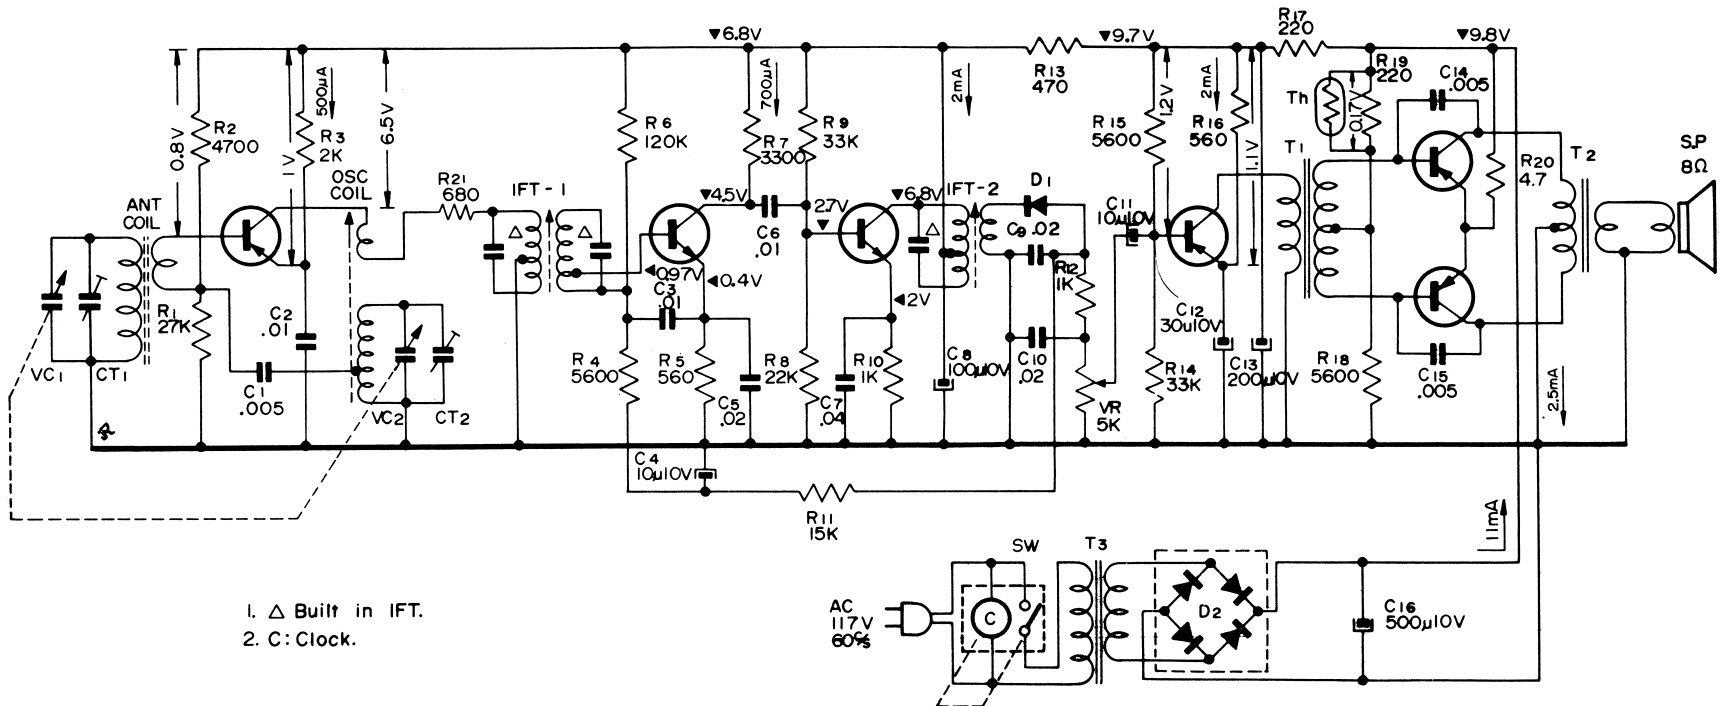 R17
220
▼6.8V
▼9.7V
▼9.8V
R13
470
R19
220
C14
.005
0.8V
R2
4700
1V
500µA
R3
2K
6.5V
R6
120K
700µA
R7
3300
R9
33K
2mA
R15
5600
1.2V
2mA
R16
560
1.1V
Th
0.17V
T1
R20
4.7
T2
S.P
8Ω
ANT
COIL
OSC
COIL
R21
680
IFT-1
△
△
▼4.5V
C6
.01
2.7V
▼
▼6.8V
IFT-2
△
D1
C9 .02
C11
10µ10V
◀0.97V
◀0.4V
C3
.01
◀2V
R12
1K
C12
30µ10V
R1
27K
C2
.01
VC1
CT1
C1
.005
VC2
CT2
R4
5600
R5
560
C5
.02
R8
22K
C7
.04
R10
1K
C8
100µ10V
C10
.02
VR
5K
R14
33K
C13
200µ10V
R18
5600
C15
.005
2.5mA
C4
10µ10V
R11
15K
11mA
SW
T3
AC
117V
60c/s
C
D2
C16
500µ10V
1. △ Built in IFT.
2. C: Clock.